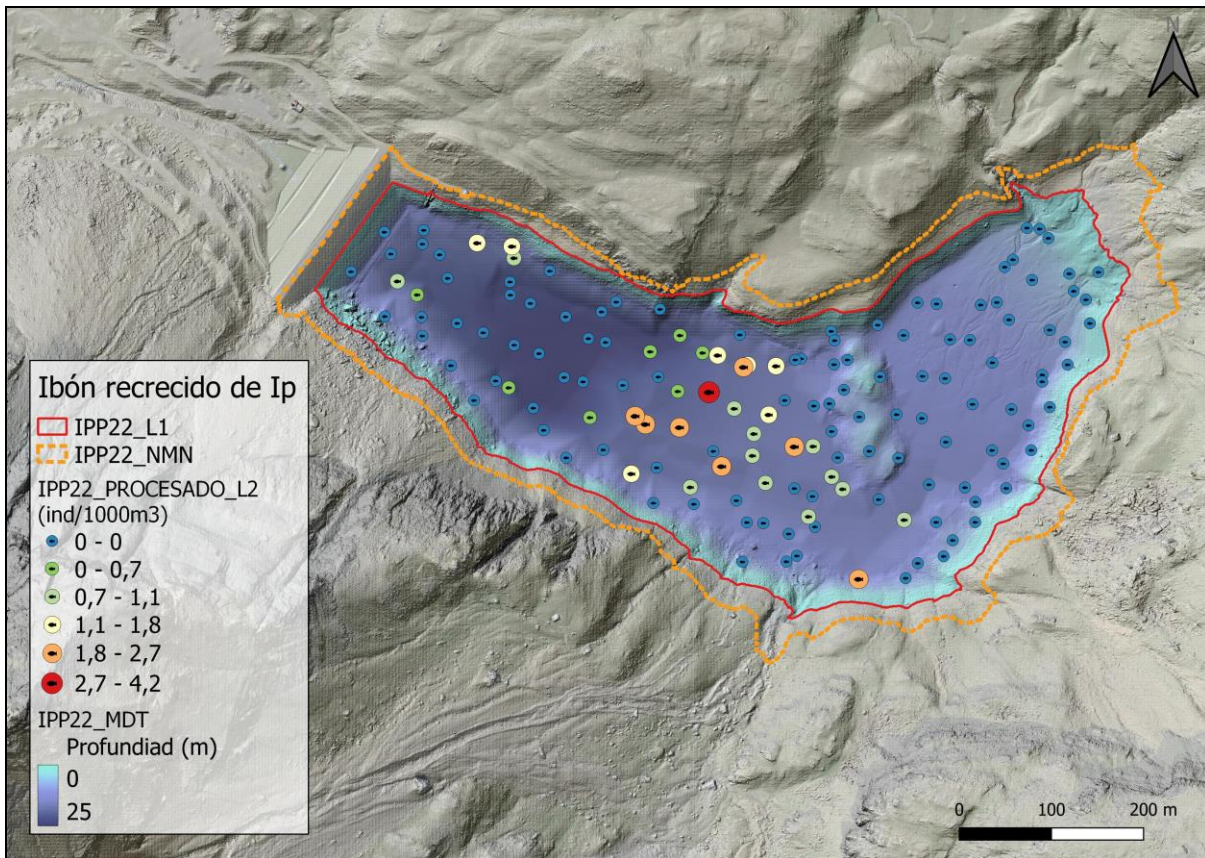 N
Ibón recrecido de Ip
IPP22_L1
IPP22_NMN
IPP22_PROCESADO_L2
(ind/1000m3)
0 - 0
0 - 0,7
0,7 - 1,1
1,1 - 1,8
1,8 - 2,7
2,7 - 4,2
IPP22_MDT
Profundiad (m)
0
25
0 100 200 m